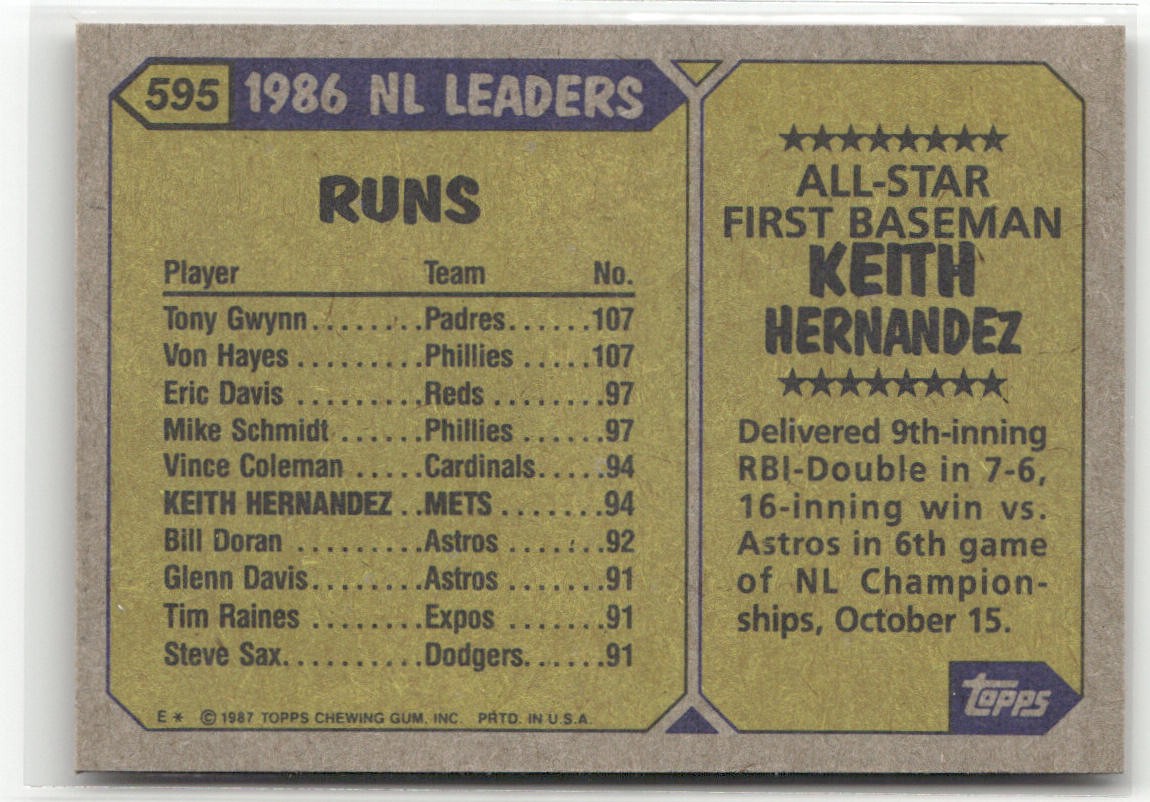 595 1986 NL LEADERS
RUNS
Player Team No.
Tony Gwynn........Padres......107
Von Hayes .........Phillies ......107
Eric Davis .........Reds ........97
Mike Schmidt ......Phillies ......97
Vince Coleman .....Cardinals.....94
KEITH HERNANDEZ ..METS .......94
Bill Doran .........Astros .......92
Glenn Davis........Astros .......91
Tim Raines ........Expos .......91
Steve Sax..........Dodgers......91
E * © 1987 TOPPS CHEWING GUM, INC. PRTD. IN U.S.A.
★★★★★★★★
ALL-STAR
FIRST BASEMAN
KEITH
HERNANDEZ
★★★★★★★★
Delivered 9th-inning
RBI-Double in 7-6,
16-inning win vs.
Astros in 6th game
of NL Champion-
ships, October 15.
topps